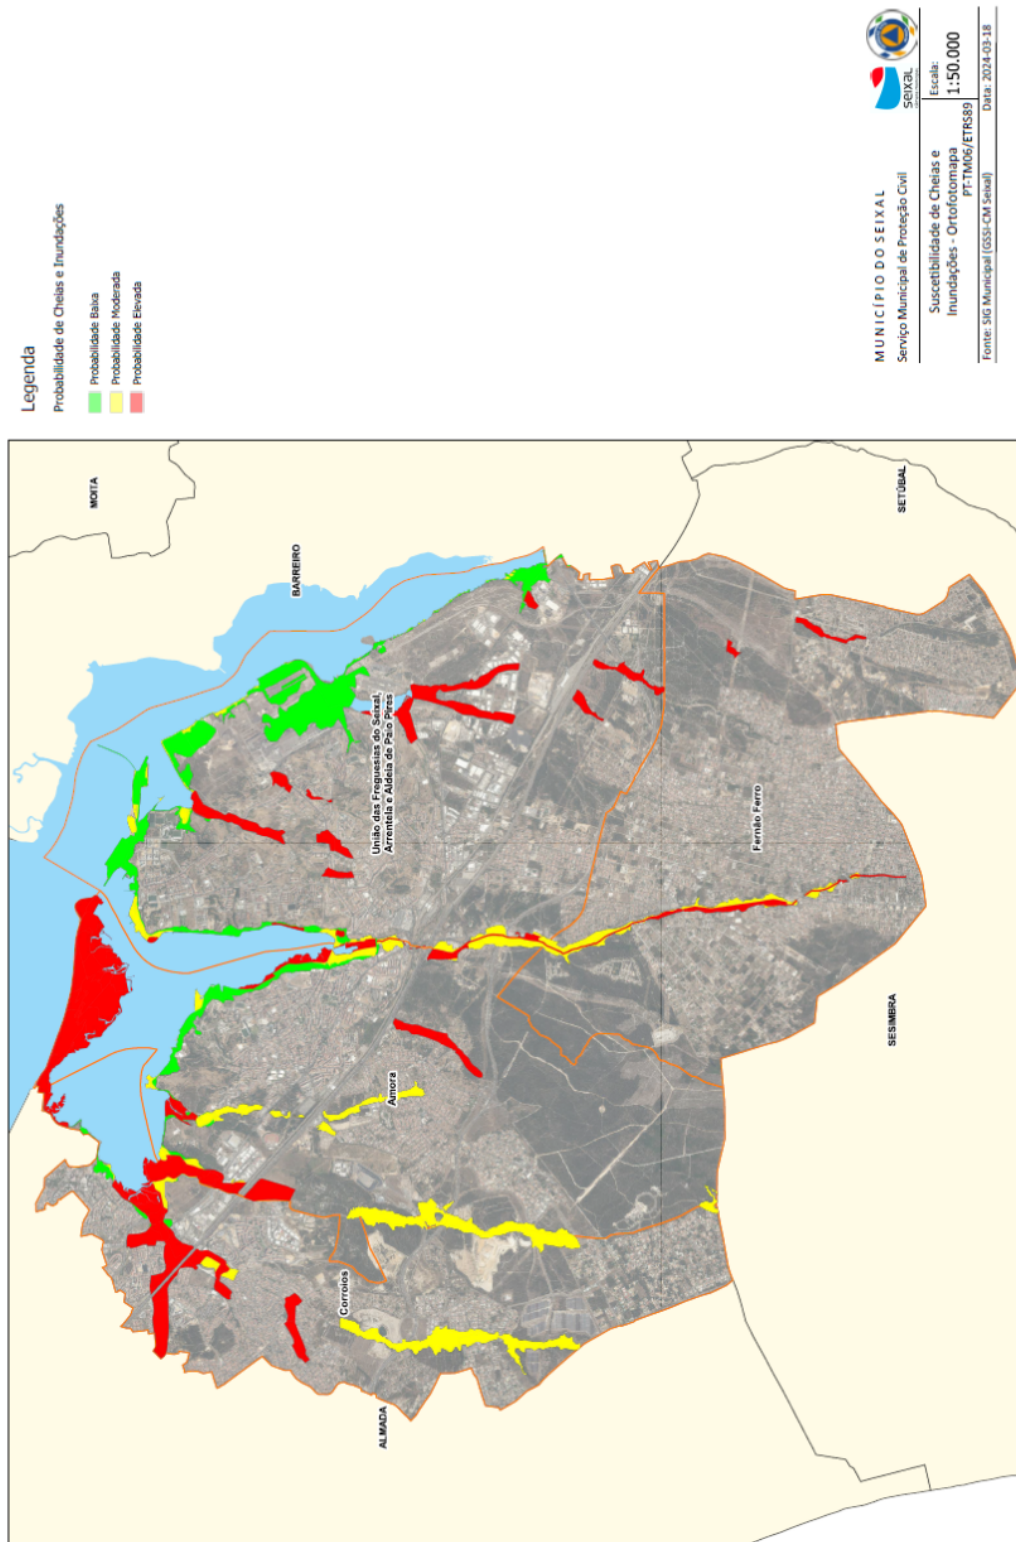 Legenda
Probabilidade de Cheias e Inundações
Probabilidade Baixa
Probabilidade Moderada
Probabilidade Elevada
MUNICÍPIO DO SEIXAL
Serviço Municipal de Proteção Civil
seixal
Suscetibilidade de Cheias e
Inundações - Ortofotomapa
PT-TM06/ETRS89
Escala:
1:50.000
Fonte: SIG Municipal (GSSI-CM Seixal)
Data: 2024-03-18
MOITA
BARREIRO
SETÚBAL
União das Freguesias do Seixal,
Arrentela e Aldeia de Paio Pires
Fernão Ferro
SESIMBRA
Amora
Corroios
ALMADA